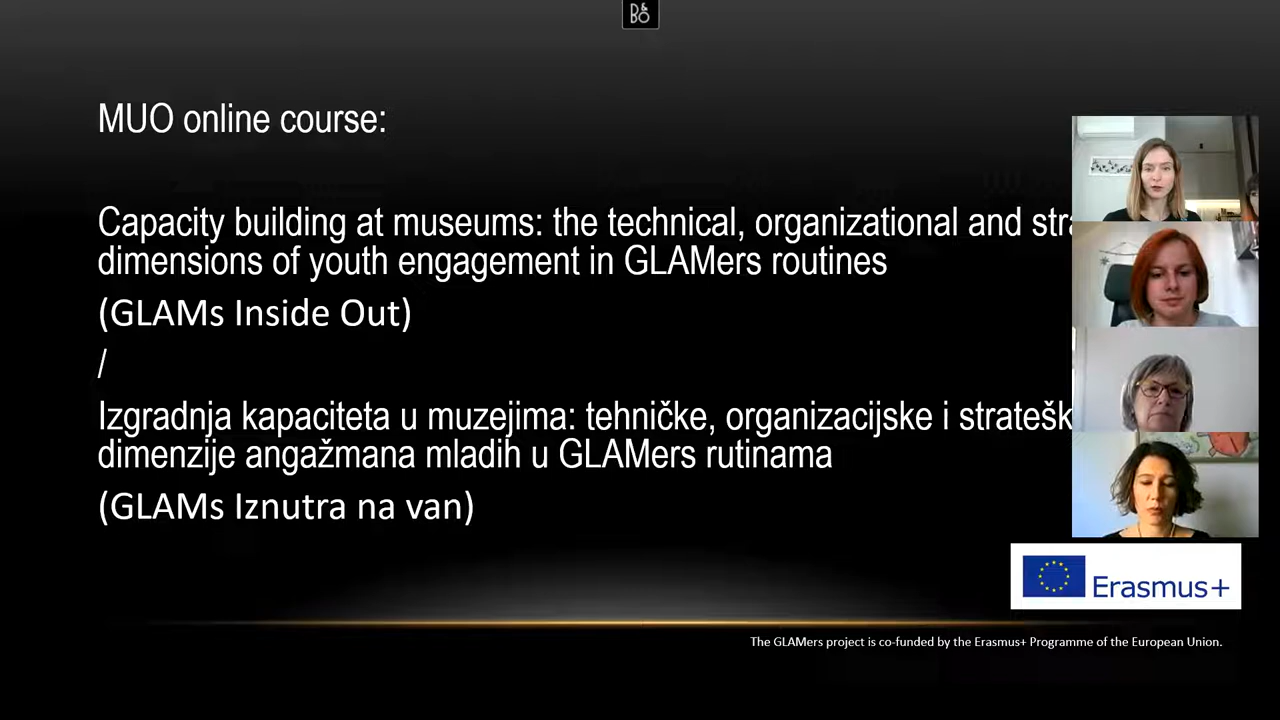 B&O
MUO online course:
Capacity building at museums: the technical, organizational and stra
dimensions of youth engagement in GLAMers routines
(GLAMs Inside Out)
/
Izgradnja kapaciteta u muzejima: tehničke, organizacijske i stratešk
dimenzije angažmana mladih u GLAMers rutinama
(GLAMs Iznutra na van)
Erasmus+
The GLAMers project is co-funded by the Erasmus+ Programme of the European Union.